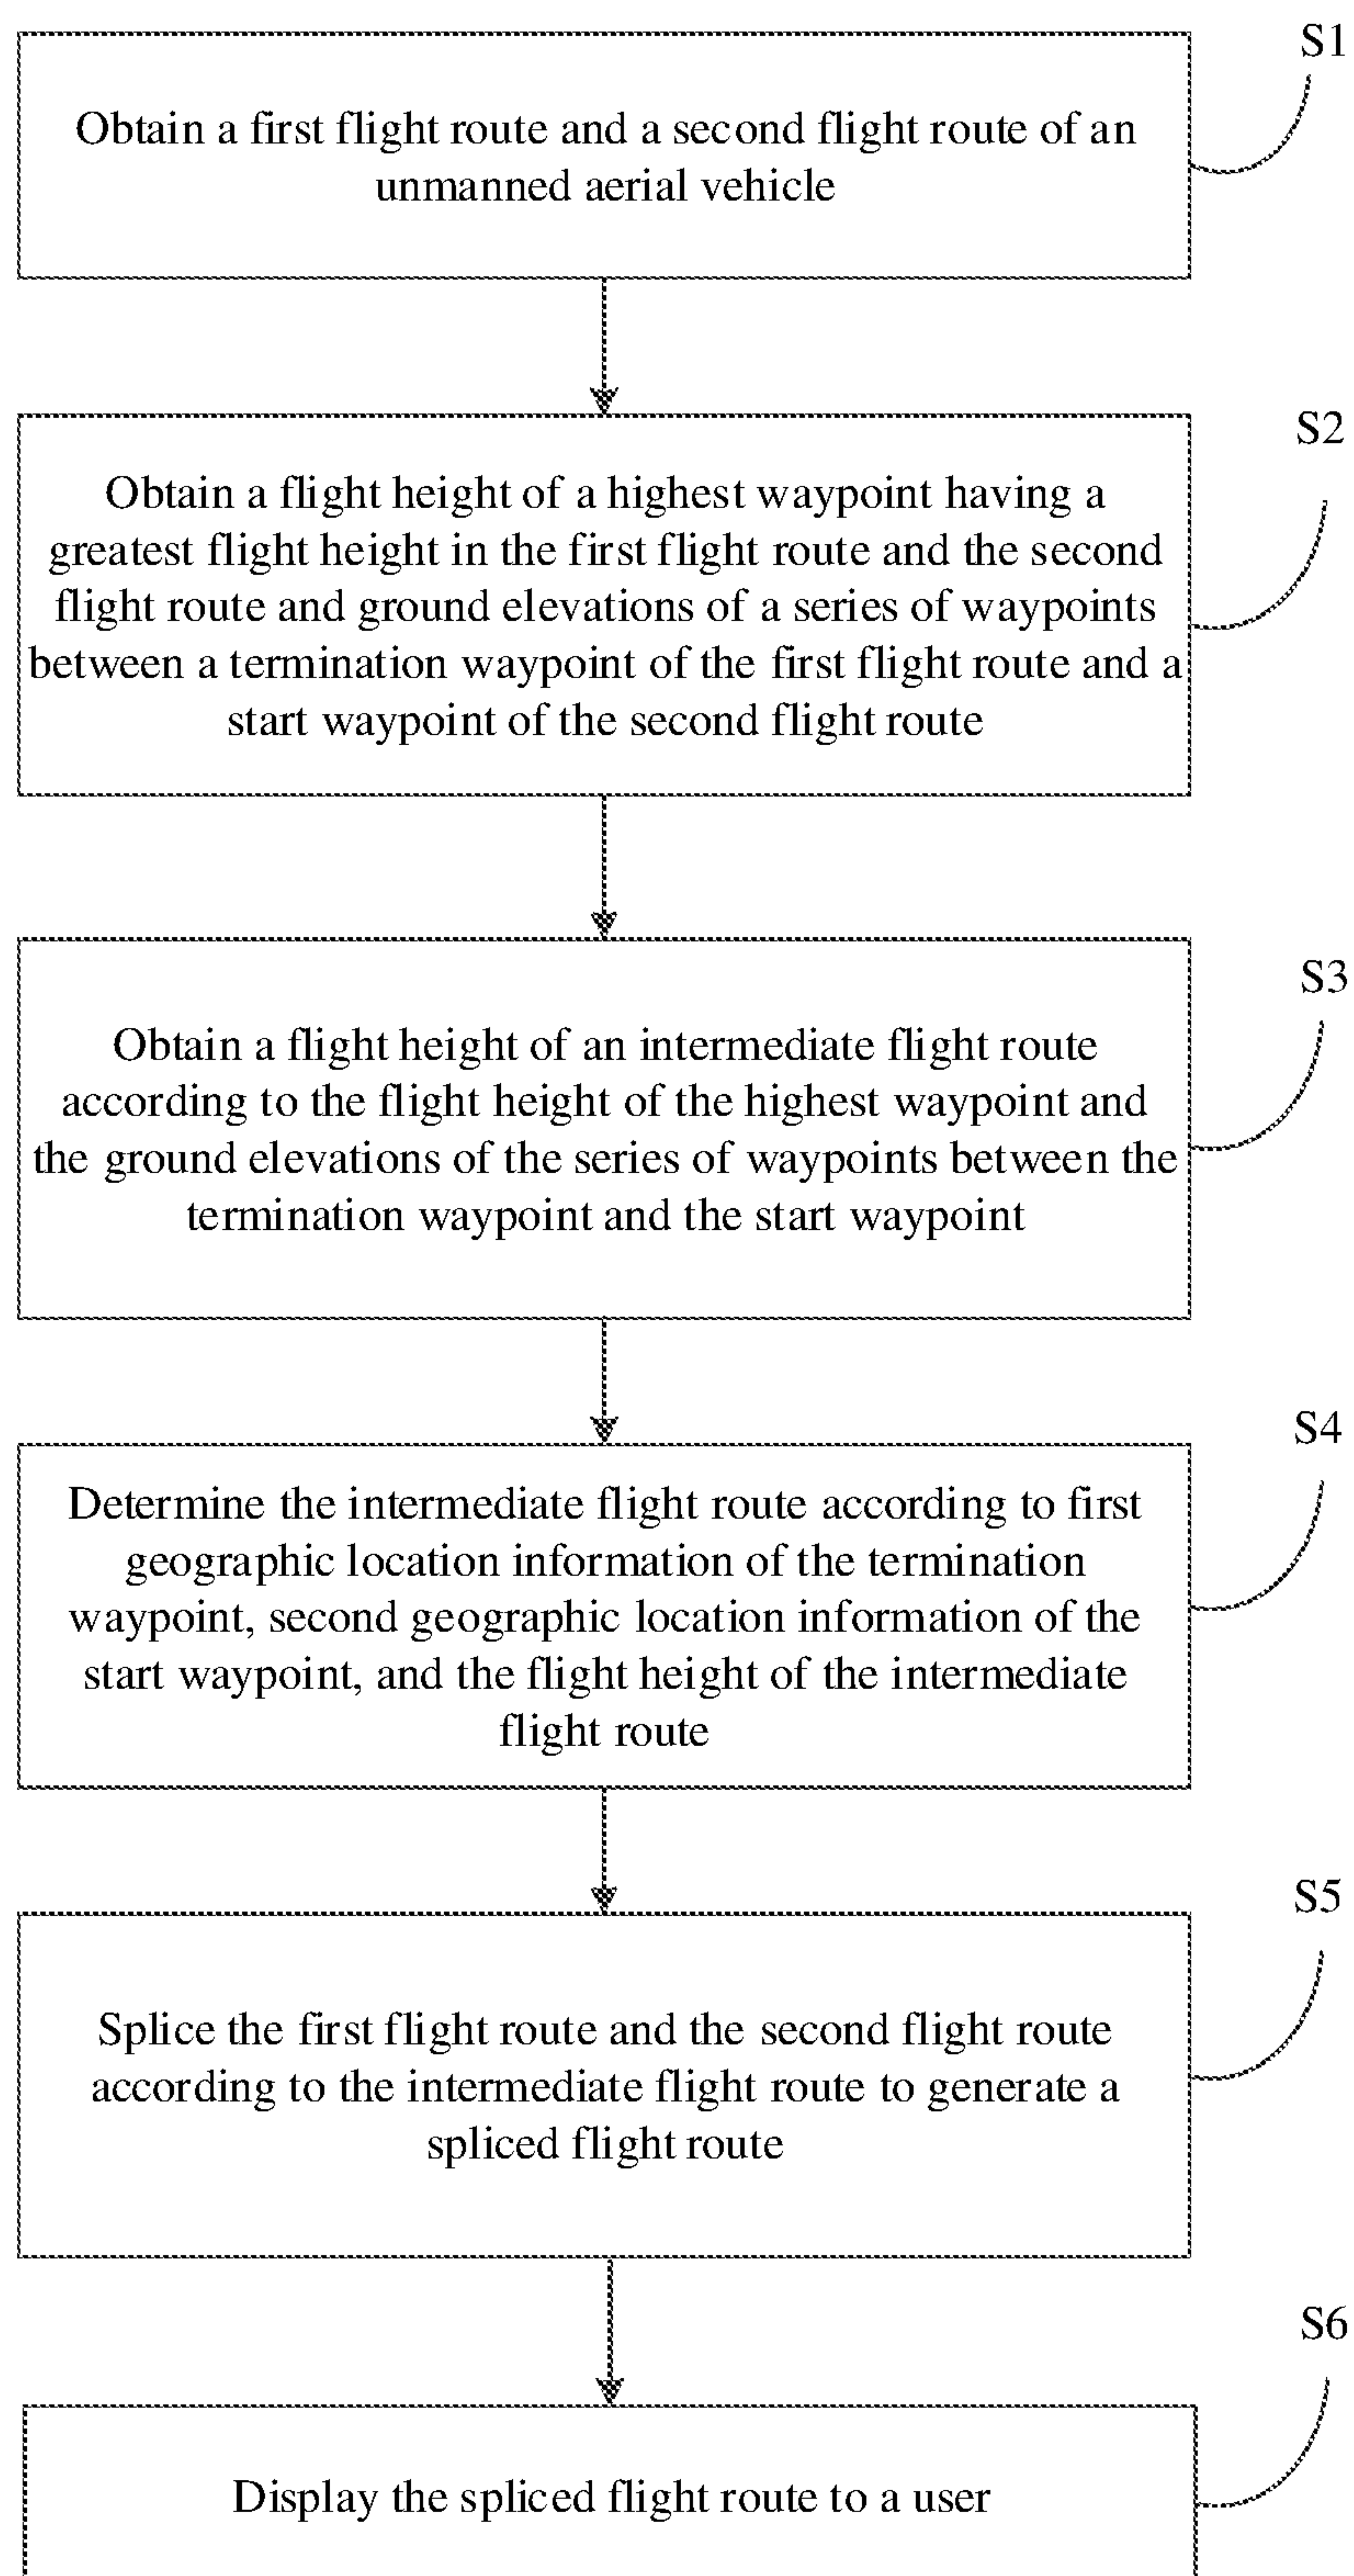 S1
Obtain a first flight route and a second flight route of an
unmanned aerial vehicle
S2
Obtain a flight height of a highest waypoint having a
greatest flight height in the first flight route and the second
flight route and ground elevations of a series of waypoints
between a termination waypoint of the first flight route and a
start waypoint of the second flight route
S3
Obtain a flight height of an intermediate flight route
according to the flight height of the highest waypoint and
the ground elevations of the series of waypoints between the
termination waypoint and the start waypoint
S4
Determine the intermediate flight route according to first
geographic location information of the termination
waypoint, second geographic location information of the
start waypoint, and the flight height of the intermediate
flight route
S5
Splice the first flight route and the second flight route
according to the intermediate flight route to generate a
spliced flight route
S6
Display the spliced flight route to a user